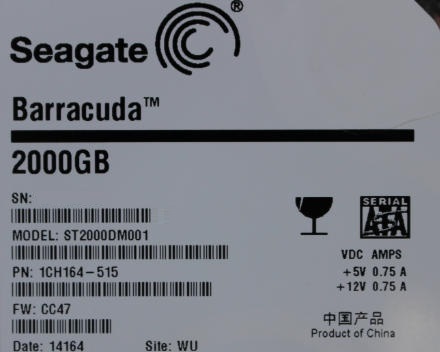 Seagate®
Barracuda™
2000GB
SN:
MODEL: ST2000DM001
PN: 1CH164-515
FW: CC47
Date: 14164 Site: WU
SERIAL
ATA
VDC AMPS
+5V 0.75 A
+12V 0.75 A
中国产品
Product of China